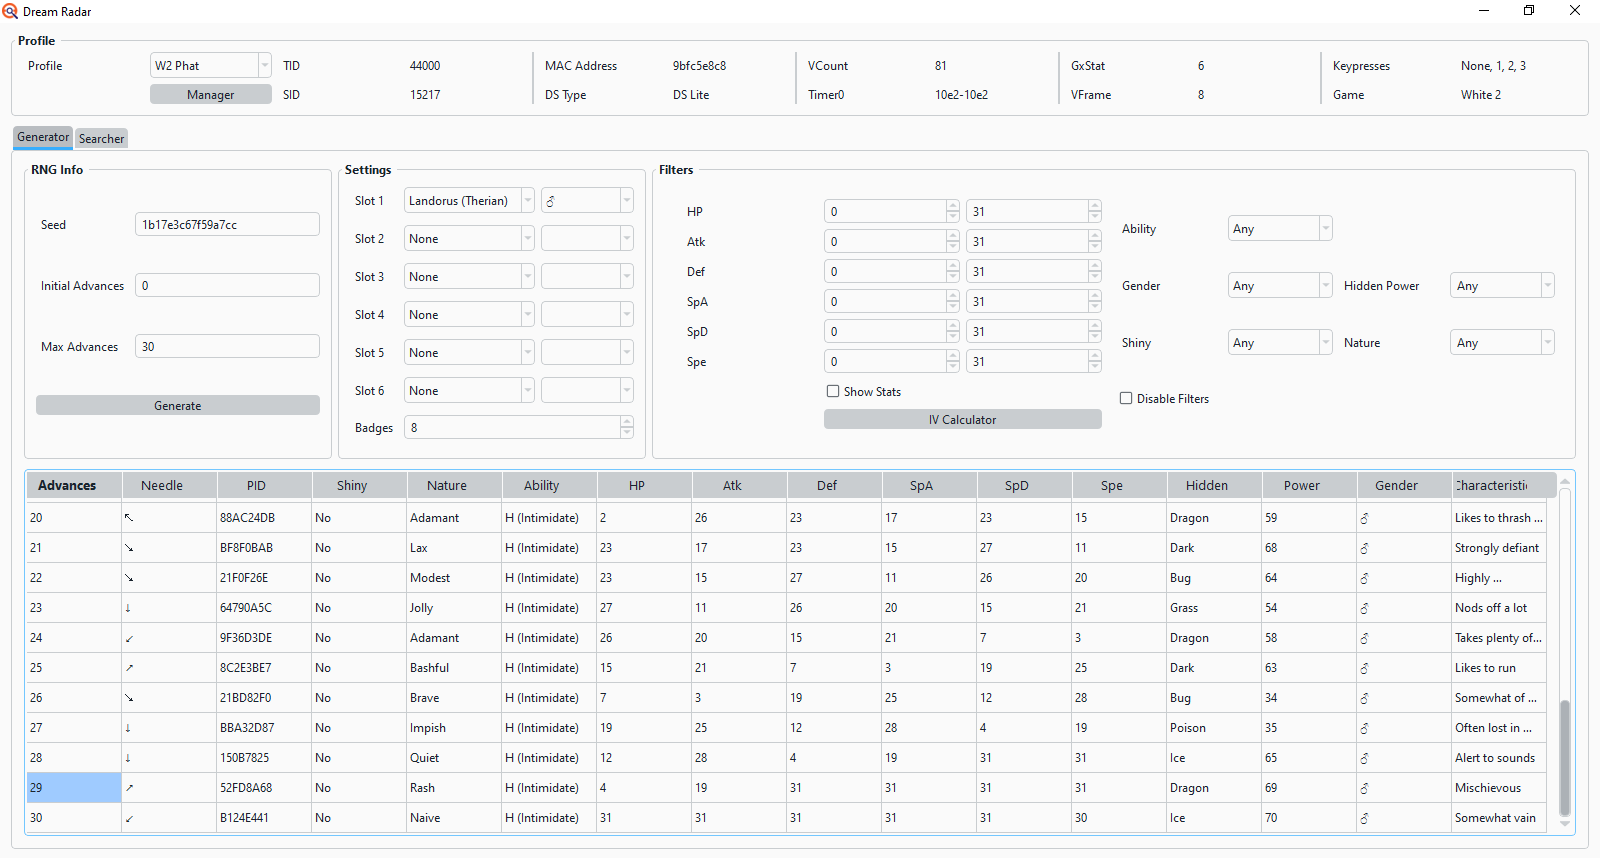 Dream Radar
Profile
Profile W2 Phat TID 44000 MAC Address 9bfc5e8c8 VCount 81 GxStat 6 Keypresses None, 1, 2, 3
Manager SID 15217 DS Type DS Lite Timer0 10e2-10e2 VFrame 8 Game White 2
Generator Searcher
RNG Info
Seed 1b17e3c67f59a7cc
Initial Advances 0
Max Advances 30
Generate
Settings
Slot 1 Landorus (Therian) ♂
Slot 2 None
Slot 3 None
Slot 4 None
Slot 5 None
Slot 6 None
Badges 8
Filters
HP 0 31
Atk 0 31
Def 0 31
SpA 0 31
SpD 0 31
Spe 0 31
Show Stats
IV Calculator
Ability Any
Gender Any Hidden Power Any
Shiny Any Nature Any
Disable Filters
Advances Needle PID Shiny Nature Ability HP Atk Def SpA SpD Spe Hidden Power Gender Characteristic
20 ↖ 88AC24DB No Adamant H (Intimidate) 2 26 23 17 23 15 Dragon 59 ♂ Likes to thrash ...
21 ↘ BF8F0BAB No Lax H (Intimidate) 23 17 23 15 27 11 Dark 68 ♂ Strongly defiant
22 ↘ 21F0F26E No Modest H (Intimidate) 23 15 27 11 26 20 Bug 64 ♂ Highly ...
23 ↓ 64790A5C No Jolly H (Intimidate) 27 11 26 20 15 21 Grass 54 ♂ Nods off a lot
24 ↙ 9F36D3DE No Adamant H (Intimidate) 26 20 15 21 7 3 Dragon 58 ♂ Takes plenty of...
25 ↗ 8C2E3BE7 No Bashful H (Intimidate) 15 21 7 3 19 25 Dark 63 ♂ Likes to run
26 ↘ 21BD82F0 No Brave H (Intimidate) 7 3 19 25 12 28 Bug 34 ♂ Somewhat of ...
27 ↓ BBA32D87 No Impish H (Intimidate) 19 25 12 28 4 19 Poison 35 ♂ Often lost in ...
28 ↓ 150B7825 No Quiet H (Intimidate) 12 28 4 19 31 31 Ice 65 ♂ Alert to sounds
29 ↗ 52FD8A68 No Rash H (Intimidate) 4 19 31 31 31 31 Dragon 69 ♂ Mischievous
30 ↙ B124E441 No Naive H (Intimidate) 31 31 31 31 31 30 Ice 70 ♂ Somewhat vain